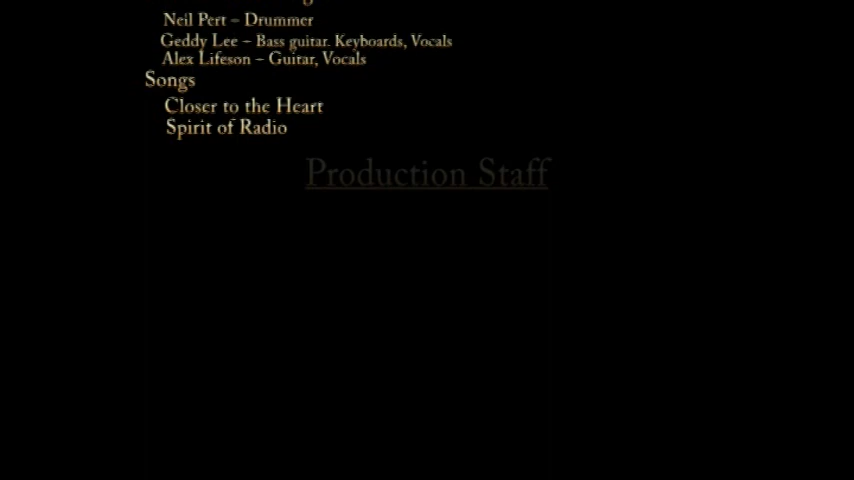 Neil Pert – Drummer
Geddy Lee – Bass guitar. Keyboards, Vocals
Alex Lifeson – Guitar, Vocals
Songs
Closer to the Heart
Spirit of Radio
Production Staff